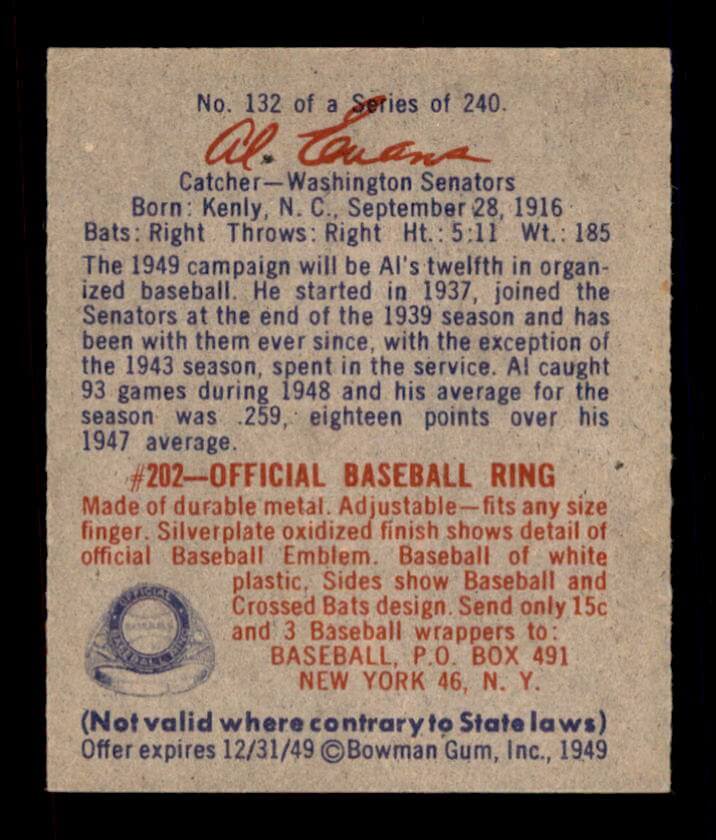 No. 132 of a Series of 240.
Al. Evans
Catcher—Washington Senators
Born: Kenly, N. C., September 28, 1916
Bats: Right Throws: Right Ht.: 5:11 Wt.: 185
The 1949 campaign will be Al's twelfth in organ-
ized baseball. He started in 1937, joined the
Senators at the end of the 1939 season and has
been with them ever since, with the exception of
the 1943 season, spent in the service. Al caught
93 games during 1948 and his average for the
season was .259, eighteen points over his
1947 average.
#202—OFFICIAL BASEBALL RING
Made of durable metal. Adjustable—fits any size
finger. Silverplate oxidized finish shows detail of
official Baseball Emblem. Baseball of white
plastic. Sides show Baseball and
Crossed Bats design. Send only 15c
and 3 Baseball wrappers to:
BASEBALL, P.O. BOX 491
NEW YORK 46, N. Y.
OFFICIAL
BASEBALL RING
(Not valid where contrary to State laws)
Offer expires 12/31/49 ©Bowman Gum, Inc., 1949